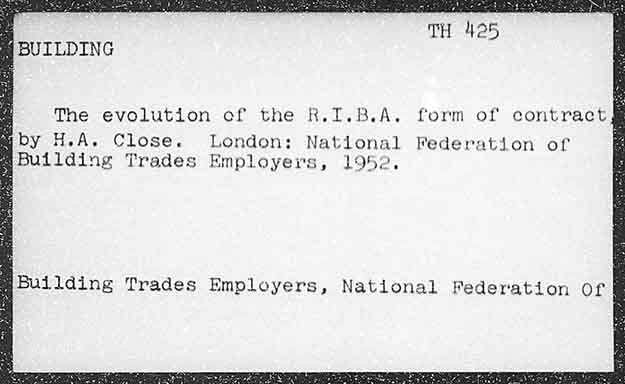 TH 425
BUILDING
The evolution of the R.I.B.A. form of contract,
by H.A. Close. London: National Federation of
Building Trades Employers, 1952.
Building Trades Employers, National Federation Of